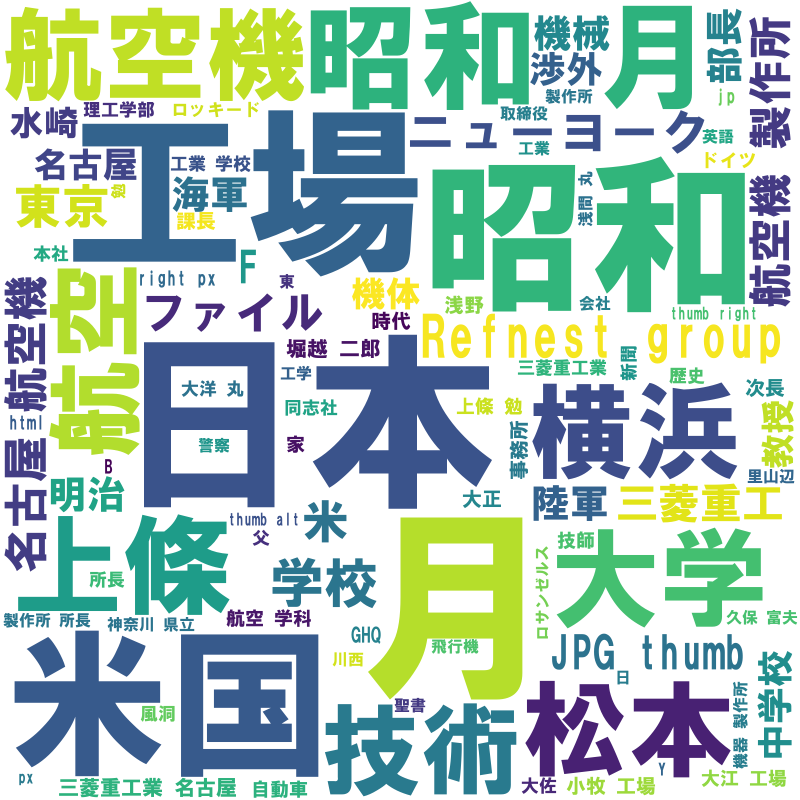 航空機
昭和
月
機械
渉外
部長
jp
製作所
製作所
取締役
水崎
理工学部
ロッキード
工場
ニューヨーク
英語
工業
ドイツ
名古屋
工業 学校
海軍
東京
勉
課長
昭和
浅間 丸
航空機
本社
right px
F
東
航空
機体
浅野
会社
thumb right
ファイル
時代
Refnest group
名古屋 航空機
堀越 二郎
三菱重工業
新聞
歴史
日本
大洋 丸
工学
同志社
上條 勉
横浜
次長
教授
html
警察
家
事務所
B
里山辺
明治
大正
陸軍
三菱重工
上條
thumb alt
父
米
月
技師
大学
所長
学校
ロサンゼルス
製作所 所長
神奈川 県立
航空 学科
GHQ
久保 富夫
米国
川西
飛行機
JPG thumb
中学校
日
松本
機器 製作所
風洞
聖書
技術
Y
px
三菱重工業 名古屋
自動車
大佐
小牧 工場
大江 工場